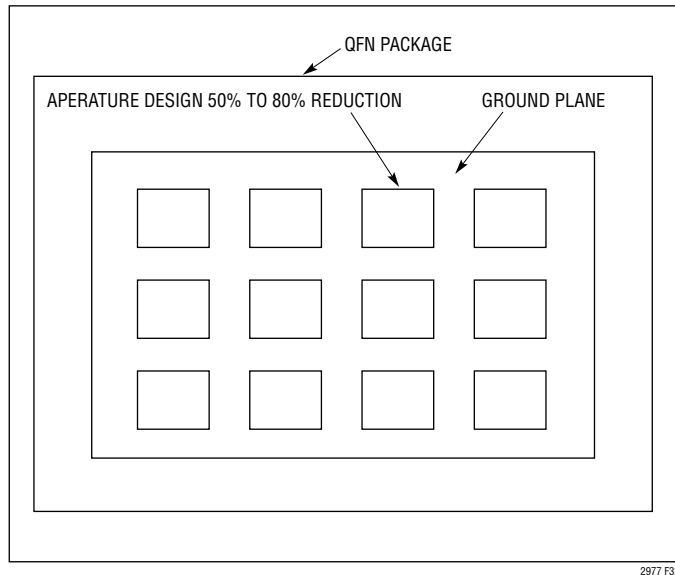 QFN PACKAGE
APERATURE DESIGN 50% TO 80% REDUCTION
GROUND PLANE
2977 F3